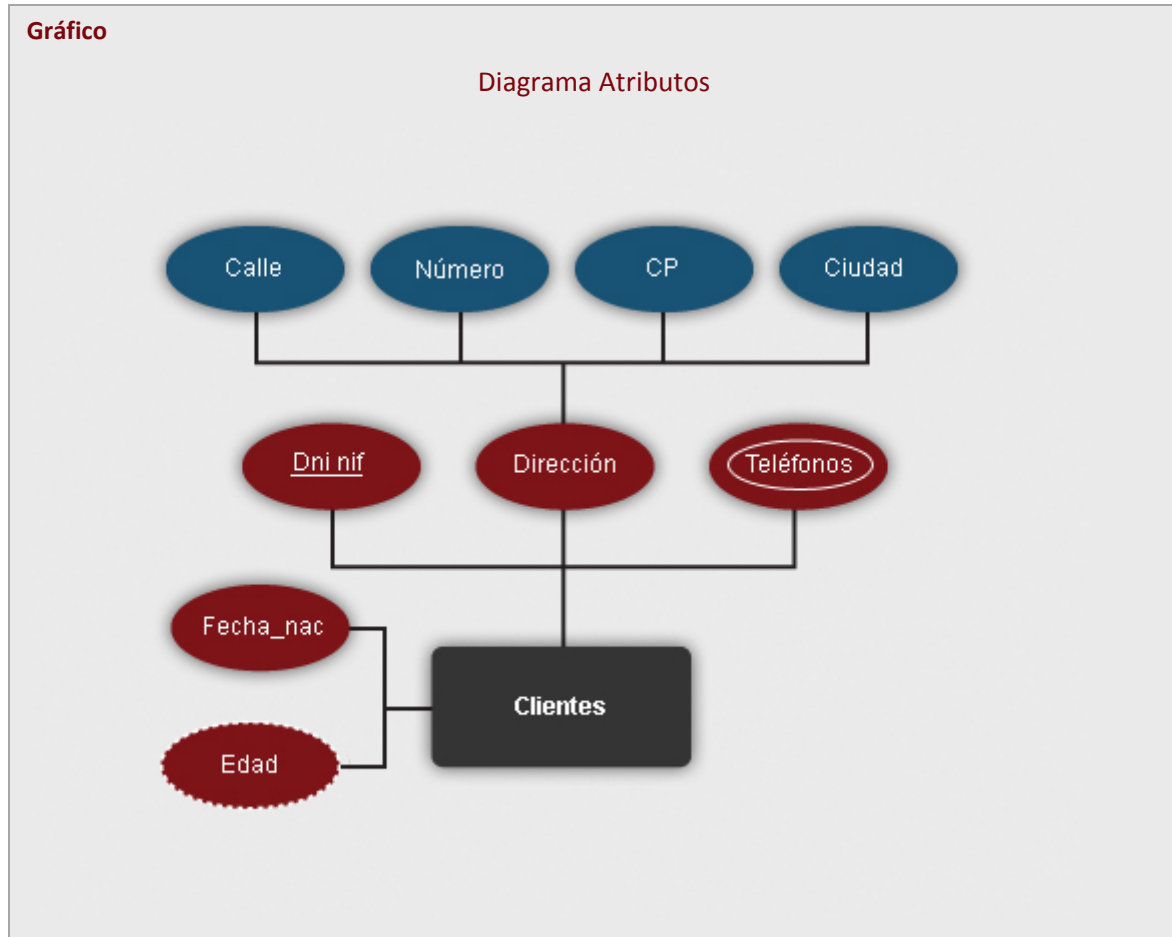 Gráfico
Diagrama Atributos
Calle
Número
CP
Ciudad
Dni nif
Dirección
Teléfonos
Fecha_nac
Clientes
Edad